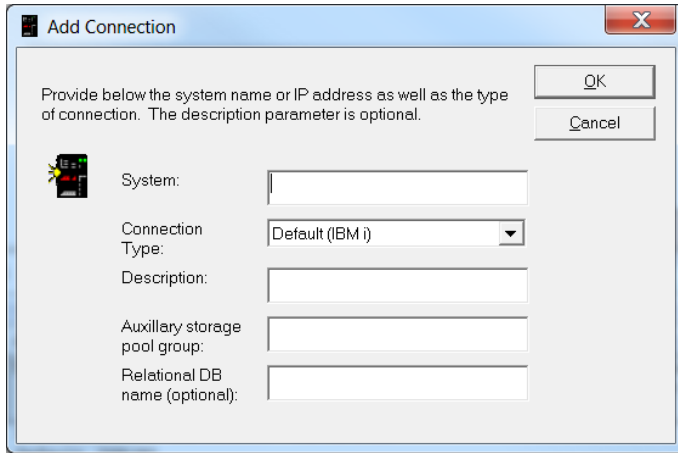 Add Connection
X
Provide below the system name or IP address as well as the type
of connection. The description parameter is optional.
OK
Cancel
System:
Connection
Type:
Default (IBM i)
Description:
Auxillary storage
pool group:
Relational DB
name (optional):